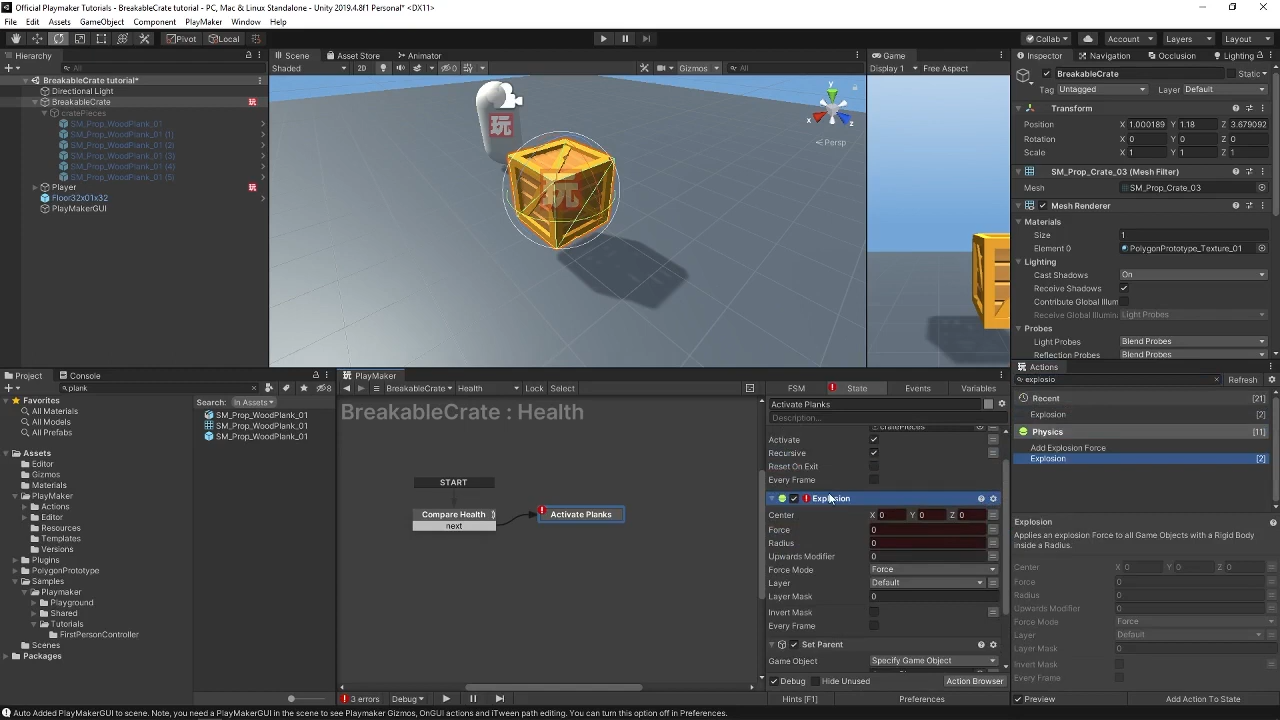 Official Playmaker Tutorials - BreakableCrate tutorial - PC, Mac & Linux Standalone - Unity 2019.4.8f1 Personal* <DX11>
File Edit Assets GameObject Component PlayMaker Window Help
Pivot Local Collab Account Layers Layout
Hierarchy
All
BreakableCrate tutorial*
Directional Light
BreakableCrate 玩
cratePieces
SM_Prop_WoodPlank_01
SM_Prop_WoodPlank_01 (1)
SM_Prop_WoodPlank_01 (2)
SM_Prop_WoodPlank_01 (3)
SM_Prop_WoodPlank_01 (4)
SM_Prop_WoodPlank_01 (5)
Player 玩
Floor32x01x32
PlayMakerGUI
Scene Asset Store Animator
Shaded 2D 0 Gizmos All
y
x z
Persp
玩
玩
Game
Display 1 Free Aspect
Inspector Navigation Occlusion Lighting
BreakableCrate Static
Tag Untagged Layer Default
Transform
Position X 1.000189 Y 1.18 Z 3.679092
Rotation X 0 Y 0 Z 0
Scale X 1 Y 1 Z 1
SM_Prop_Crate_03 (Mesh Filter)
Mesh SM_Prop_Crate_03
Mesh Renderer
Materials
Size 1
Element 0 PolygonPrototype_Texture_01
Lighting
Cast Shadows On
Receive Shadows
Contribute Global Illum
Receive Global Illumin Light Probes
Probes
Light Probes Blend Probes
Reflection Probes Blend Probes
Project Console
plank 8
Favorites
All Materials
All Models
All Prefabs
Assets
Editor
Gizmos
Materials
PlayMaker
Actions
Editor
Resources
Templates
Versions
Plugins
PolygonPrototype
Samples
Playmaker
Playground
Shared
Tutorials
FirstPersonController
Scenes
Packages
Search: In Assets
SM_Prop_WoodPlank_01
SM_Prop_WoodPlank_01
SM_Prop_WoodPlank_01
PlayMaker
BreakableCrate Health Lock Select
BreakableCrate : Health
START
Compare Health
next
Activate Planks
3 errors Debug
FSM State Events Variables
Activate Planks
Description...
cratePieces
Activate
Recursive
Reset On Exit
Every Frame
Explosion
Center X 0 Y 0 Z 0
Force 0
Radius 0
Upwards Modifier 0
Force Mode Force
Layer Default
Layer Mask 0
Invert Mask
Every Frame
Set Parent
Game Object Specify Game Object
Debug Hide Unused Action Browser
Hints [F1] Preferences
Actions
explosio Refresh
Recent [21]
Explosion [2]
Physics [11]
Add Explosion Force
Explosion [2]
Explosion
Applies an explosion Force to all Game Objects with a Rigid Body
inside a Radius.
Center X 0 Y 0 Z 0
Force 0
Radius 0
Upwards Modifier 0
Force Mode Force
Layer Default
Layer Mask 0
Invert Mask
Every Frame
Preview Add Action To State
Auto Added PlayMakerGUI to scene. Note, you need a PlayMakerGUI in the scene to see Playmaker Gizmos, OnGUI actions and iTween path editing. You can turn this option off in Preferences.